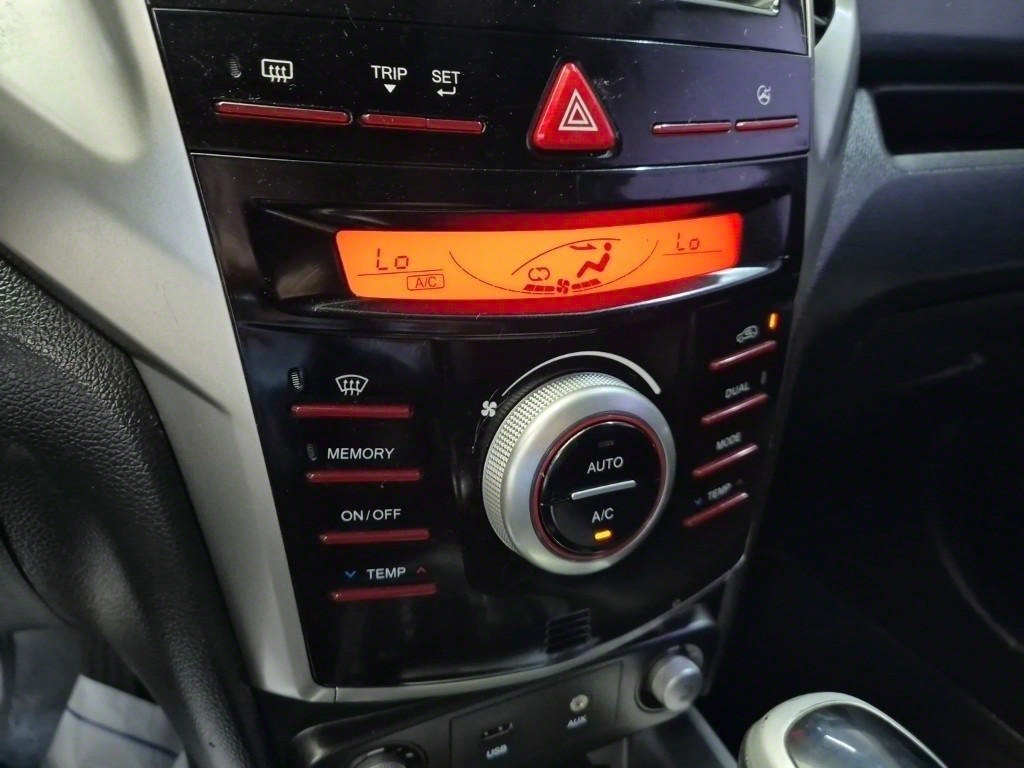 TRIP SET
Lo Lo
A/C
DUAL
MEMORY
MODE
AUTO
ON/OFF
A/C
TEMP
TEMP
AUX
USB